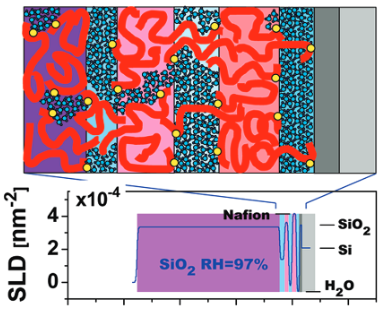 x10⁻⁴
SLD [nm⁻²]
4
2
0
Nafion
SiO₂ RH=97%
SiO₂
Si
H₂O